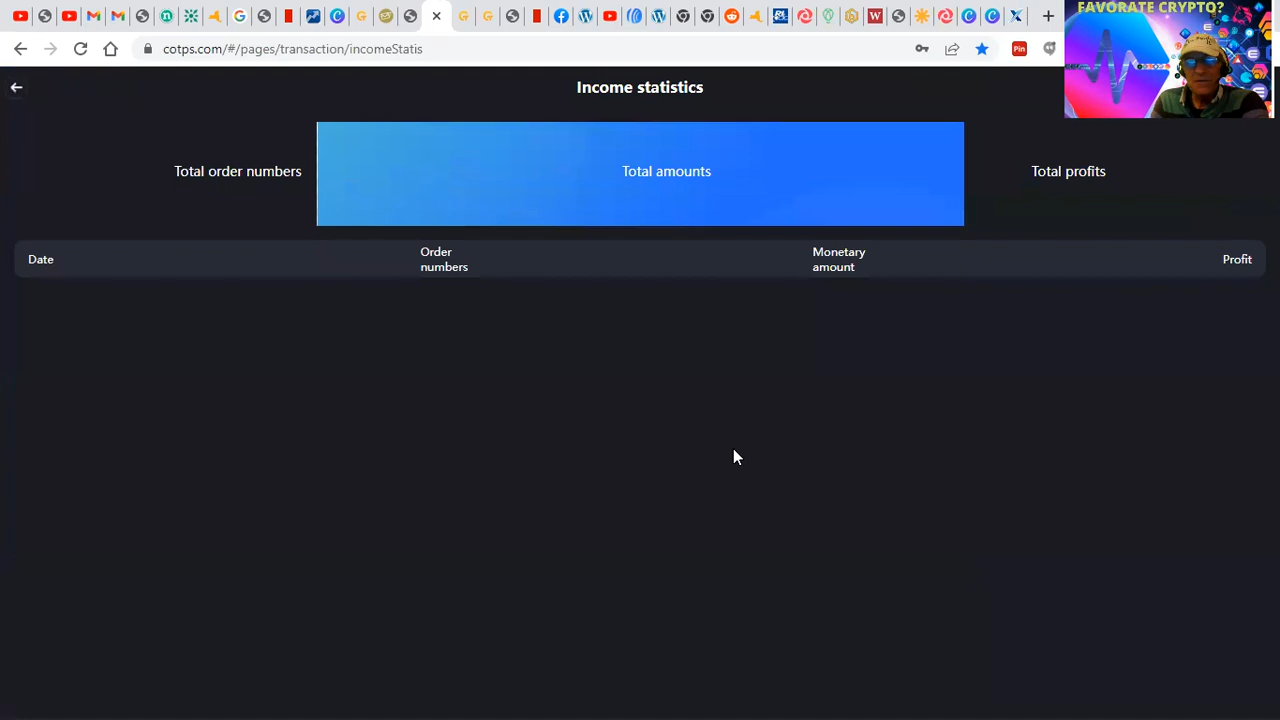 FAVORATE CRYPTO?
Pin
cotps.com/#/pages/transaction/incomeStatis
Income statistics
Total order numbers
Total amounts
Total profits
Date
Order
numbers
Monetary
amount
Profit